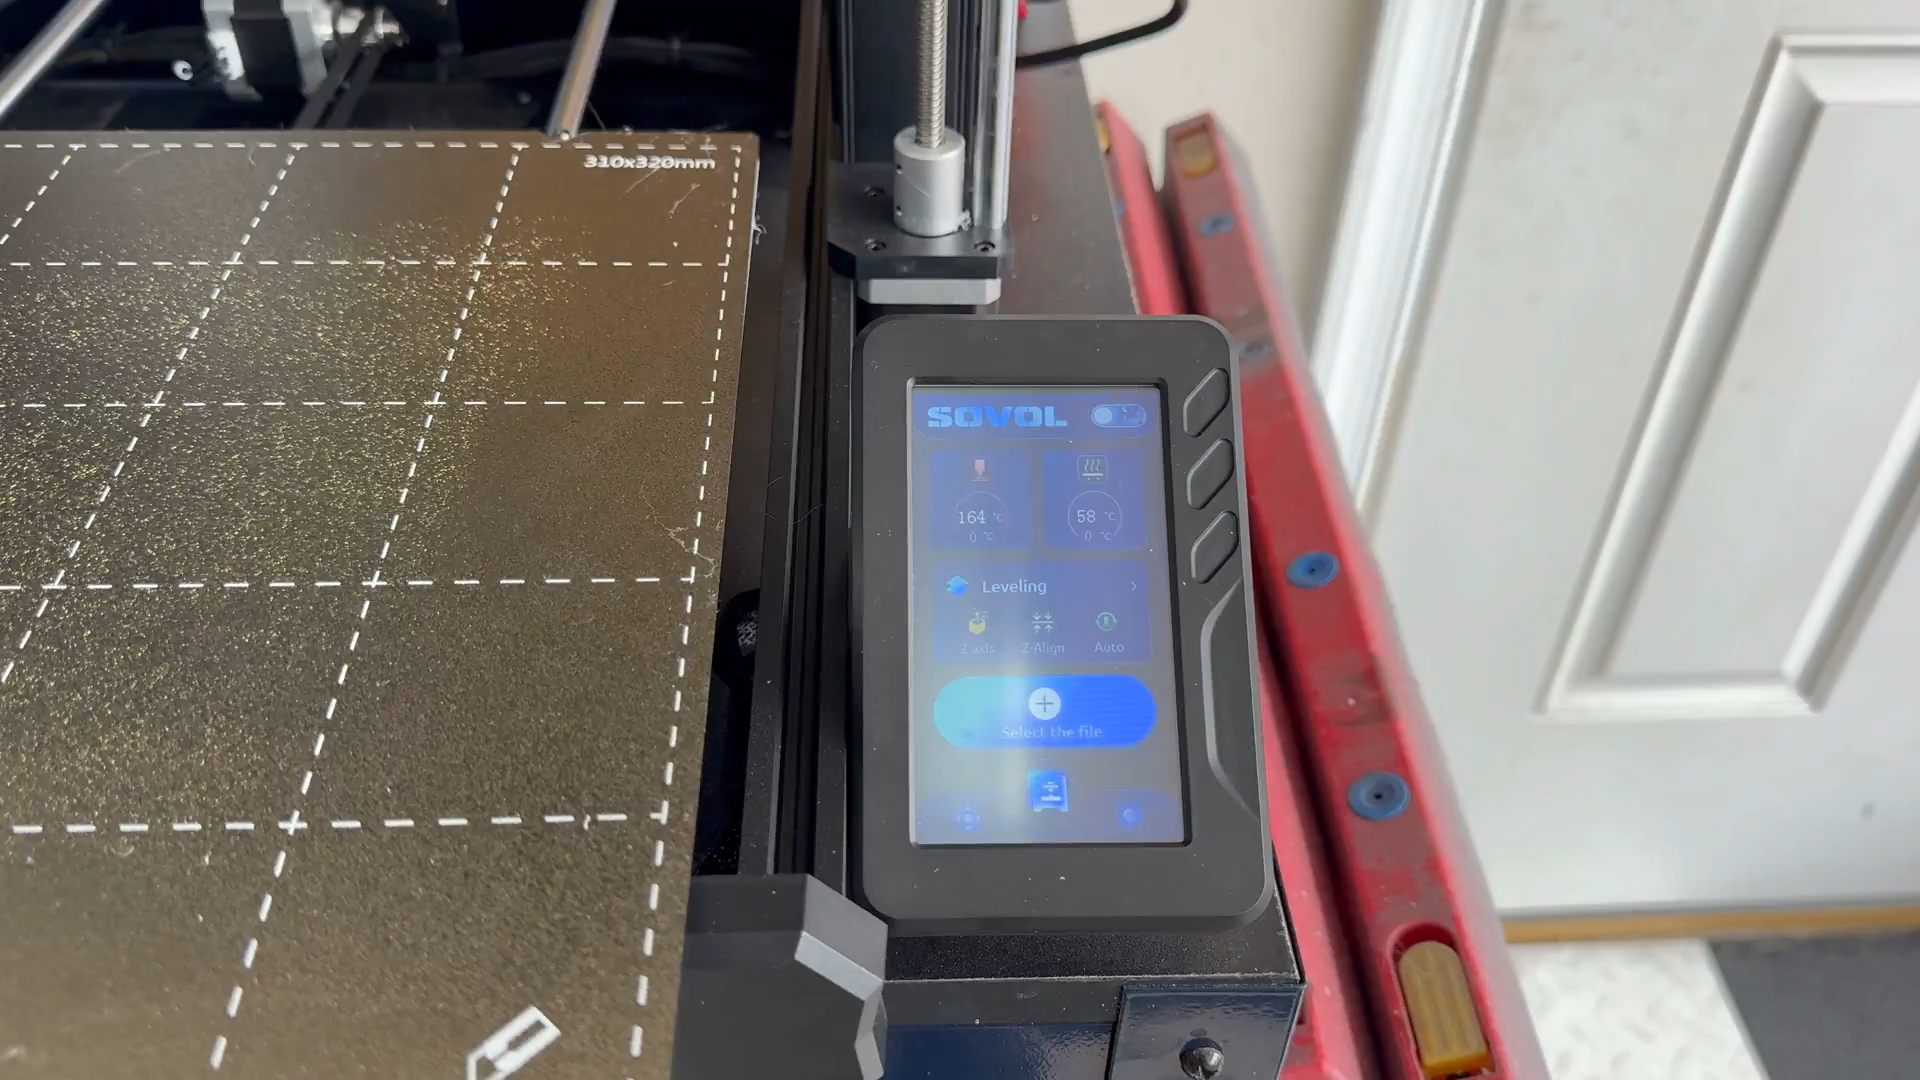 310x320mm
SOVOL
164 °C
0 °C
58 °C
0 °C
Leveling
Z axis
Z-Align
Auto
Select the file